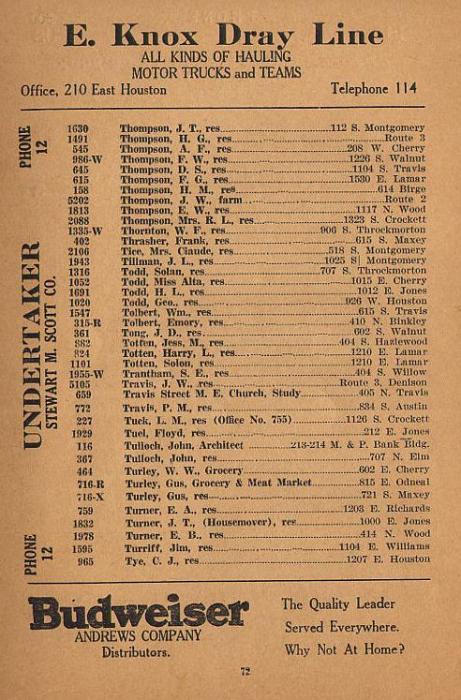 E. Knox Dray Line
ALL KINDS OF HAULING
MOTOR TRUCKS and TEAMS
Office, 210 East Houston Telephone 114
PHONE 12
UNDERTAKER
STEWART M. SCOTT CO.
PHONE 12
1630 Thompson, J. T., res 112 S. Montgomery
1491 Thompson, H. G., res Route 3
545 Thompson, A. F., res 208 W. Cherry
986-W Thompson, F. W., res 1226 S. Walnut
645 Thompson, D. S., res 1104 S. Travis
615 Thompson, F. G., res 1530 E. Lamar
158 Thompson, H. M., res 614 Birge
5202 Thompson, J. W., farm Route 2
1813 Thompson, E. W., res 1117 N. Wood
2088 Thompson, Mrs. R. L., res 1323 S. Crockett
1335-W Thornton, W. F., res 906 S. Throckmorton
402 Thrasher, Frank, res 615 S. Maxey
2106 Tice, Mrs. Claude, res 518 S. Montgomery
1943 Tillman, J. L., res 1025 S. Montgomery
1316 Todd, Solan, res 707 S. Throckmorton
1052 Todd, Miss Alta, res 1015 E. Cherry
1691 Todd, H. L., res 1012 E. Jones
1020 Todd, Geo., res 926 W. Houston
1547 Tolbert, Wm., res 615 S. Travis
315-R Tolbert, Emory, res 410 N. Binkley
361 Tong, J. D., res 602 S. Walnut
882 Totten, Jess, M., res 404 S. Hazlewood
824 Totten, Harry, L., res 1210 E. Lamar
1101 Totten, Solon, res 1210 E. Lamar
1955-W Trantham, S. E., res 404 S. Willow
5105 Travis, J. W., res Route 3, Denison
659 Travis Street M. E. Church, Study 405 N. Travis
772 Travis, P. M., res 834 S. Austin
227 Tuck, L. M., res (Office No. 755) 1126 S. Crockett
1929 Tuel, Floyd, res 212 E. Jones
116 Tulloch, John, Architect 213-214 M. & P. Bank Bldg.
367 Tulloch, John, res 707 N. Elm
464 Turley, W. W., Grocery 602 E. Cherry
716-R Turley, Gus, Grocery & Meat Market 815 E. Odneal
716-X Turley, Gus, res 721 S. Maxey
759 Turner, E. A., res 1203 E. Richards
1832 Turner, J. T., (Housemover), res 1000 E. Jones
1978 Turner, E. B., res 414 N. Wood
1595 Turriff, Jim, res 1104 E. Williams
965 Tye, C. J., res 1207 E. Houston
Budweiser
ANDREWS COMPANY
Distributors.
The Quality Leader
Served Everywhere.
Why Not At Home?
72